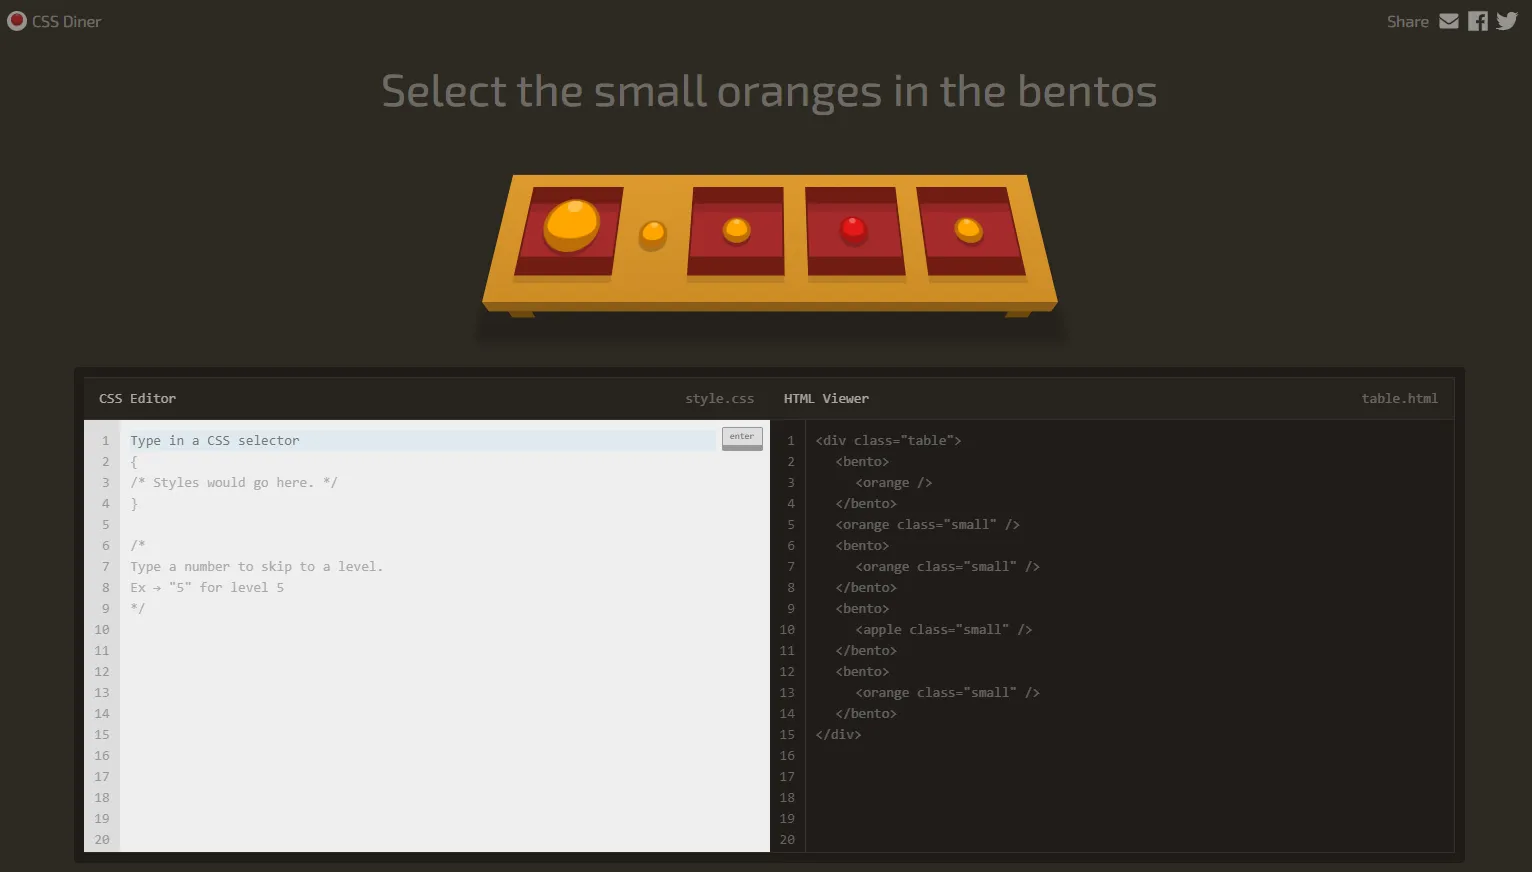 CSS Diner
Share
Select the small oranges in the bentos
CSS Editor
style.css
1 Type in a CSS selector
enter
2 {
3 /* Styles would go here. */
4 }
5
6 /*
7 Type a number to skip to a level.
8 Ex → "5" for level 5
9 */
10
11
12
13
14
15
16
17
18
19
20
HTML Viewer
table.html
1 <div class="table">
2 <bento>
3 <orange />
4 </bento>
5 <orange class="small" />
6 <bento>
7 <orange class="small" />
8 </bento>
9 <bento>
10 <apple class="small" />
11 </bento>
12 <bento>
13 <orange class="small" />
14 </bento>
15 </div>
16
17
18
19
20